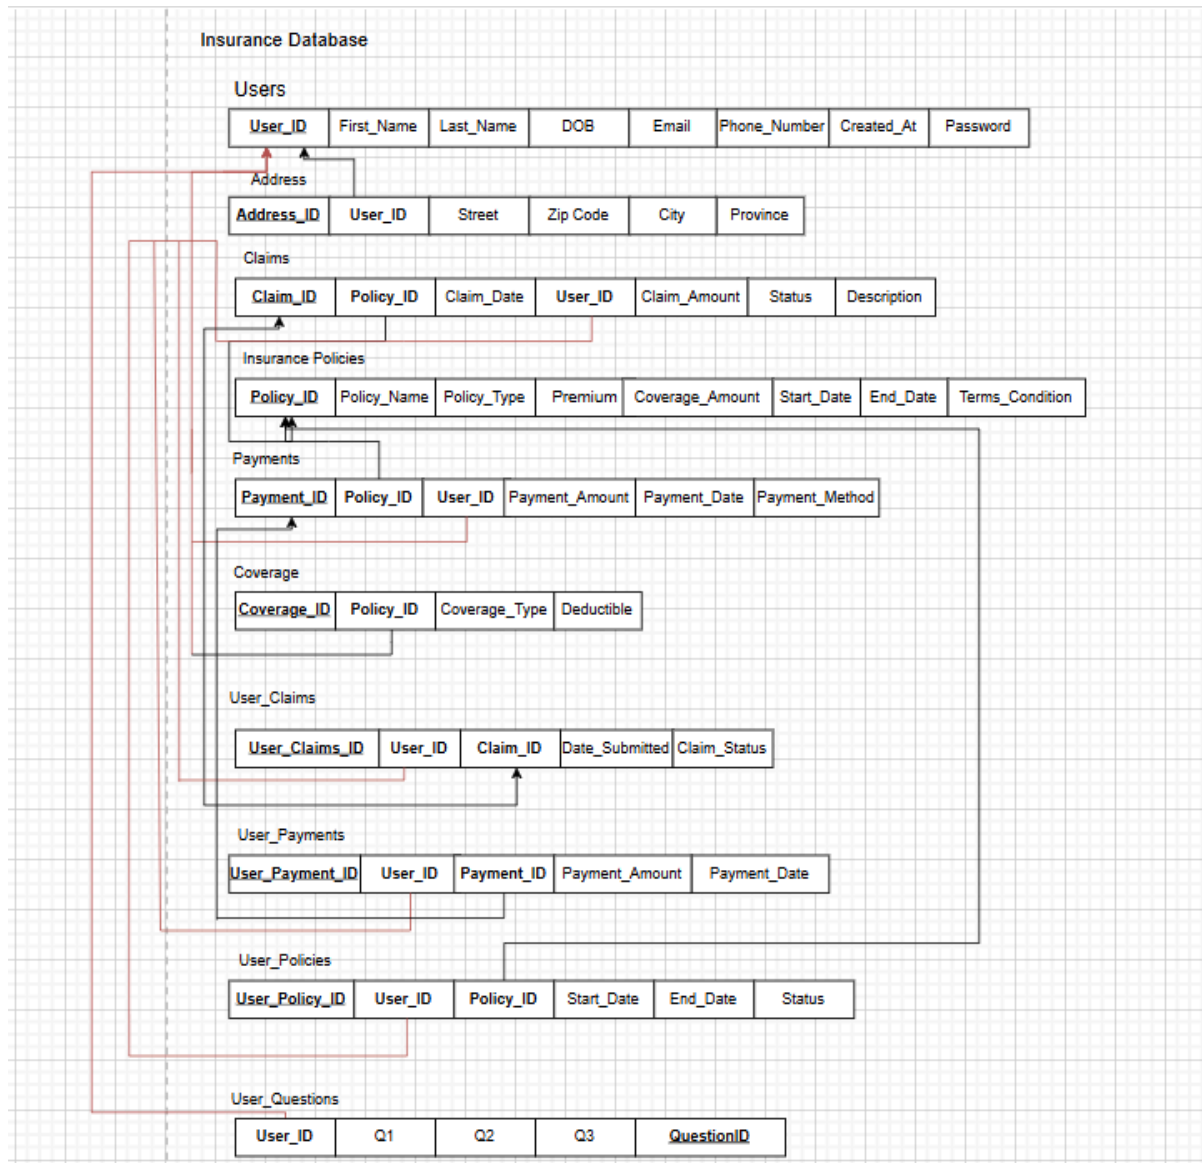 Insurance Database
Users
User_ID First_Name Last_Name DOB Email Phone_Number Created_At Password
Address
Address_ID User_ID Street Zip Code City Province
Claims
Claim_ID Policy_ID Claim_Date User_ID Claim_Amount Status Description
Insurance Policies
Policy_ID Policy_Name Policy_Type Premium Coverage_Amount Start_Date End_Date Terms_Condition
Payments
Payment_ID Policy_ID User_ID Payment_Amount Payment_Date Payment_Method
Coverage
Coverage_ID Policy_ID Coverage_Type Deductible
User_Claims
User_Claims_ID User_ID Claim_ID Date_Submitted Claim_Status
User_Payments
User_Payment_ID User_ID Payment_ID Payment_Amount Payment_Date
User_Policies
User_Policy_ID User_ID Policy_ID Start_Date End_Date Status
User_Questions
User_ID Q1 Q2 Q3 QuestionID